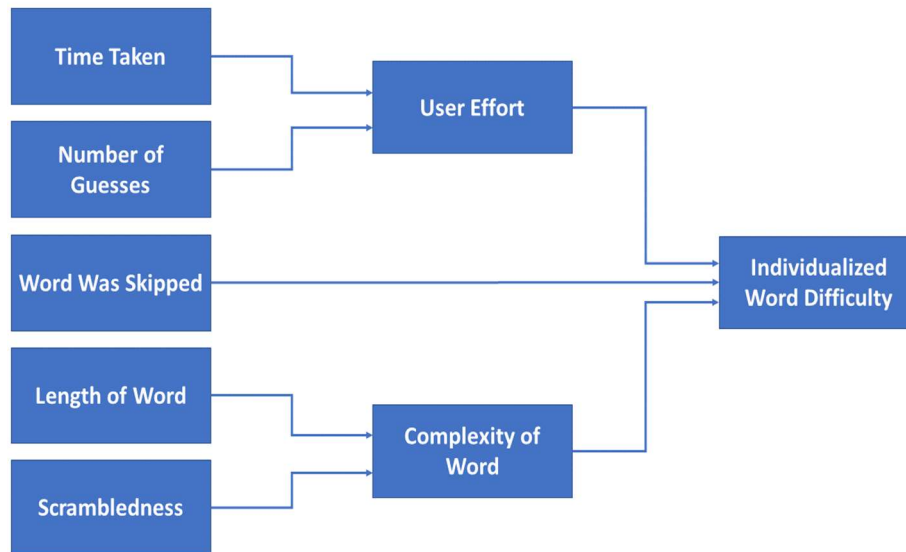 Time Taken
User Effort
Number of
Guesses
Word Was Skipped
Individualized
Word Difficulty
Length of Word
Complexity of
Word
Scrambledness